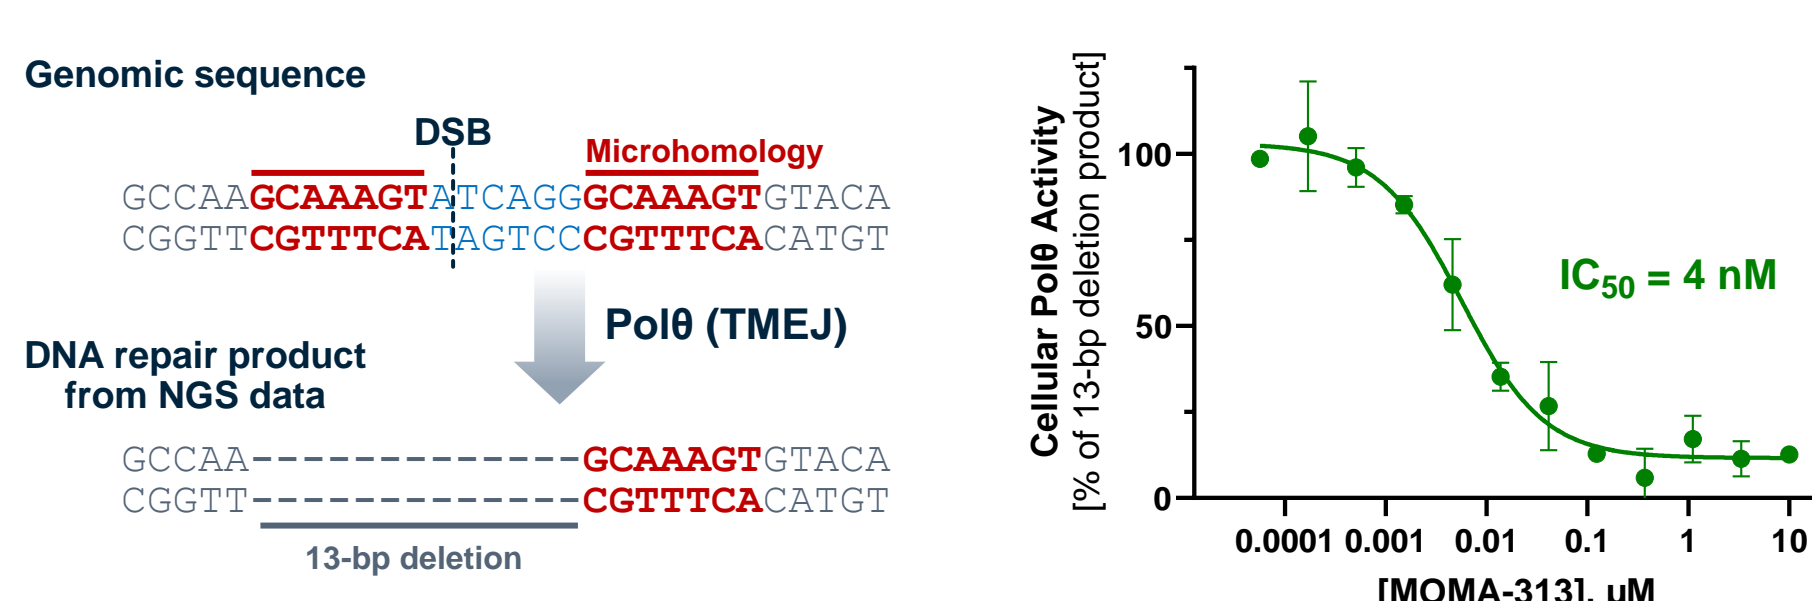 Genomic sequence
DSB
Microhomology
GCCAAGCAAAGTATCAGGGCAAAGTGTACA
CGGTTCGTTTCATAGTCCCGTTTCACATGT
Polθ (TMEJ)
DNA repair product
from NGS data
GCCAA-------------GCAAAGTGTACA
CGGTT-------------CGTTTCACATGT
13-bp deletion
Cellular Polθ Activity
[% of 13-bp deletion product]
100
50
0
IC50 = 4 nM
0.0001 0.001 0.01 0.1 1 10
[MOMA-313], uM